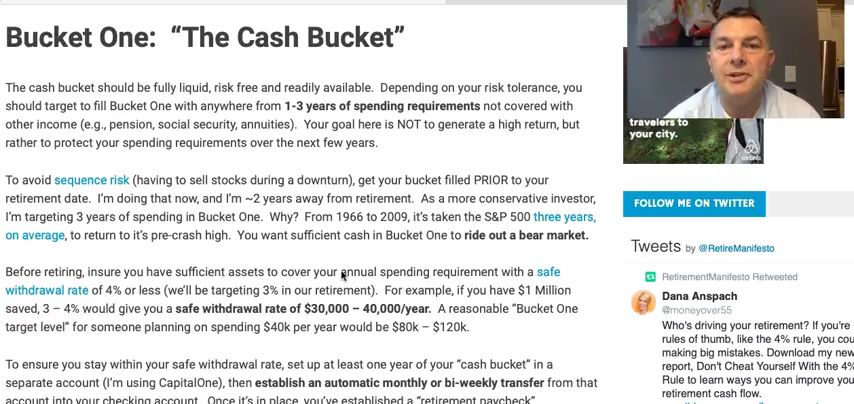 Bucket One:  “The Cash Bucket”
The cash bucket should be fully liquid, risk free and readily available.  Depending on your risk tolerance, you
should target to fill Bucket One with anywhere from 1-3 years of spending requirements not covered with
other income (e.g., pension, social security, annuities).  Your goal here is NOT to generate a high return, but
rather to protect your spending requirements over the next few years.
To avoid sequence risk (having to sell stocks during a downturn), get your bucket filled PRIOR to your
retirement date.  I’m doing that now, and I’m ~2 years away from retirement.  As a more conservative investor,
I’m targeting 3 years of spending in Bucket One.  Why?  From 1966 to 2009, it’s taken the S&P 500 three years,
on average, to return to it’s pre-crash high.  You want sufficient cash in Bucket One to ride out a bear market.
Before retiring, insure you have sufficient assets to cover your annual spending requirement with a safe
withdrawal rate of 4% or less (we’ll be targeting 3% in our retirement).  For example, if you have $1 Million
saved, 3 – 4% would give you a safe withdrawal rate of $30,000 – 40,000/year.  A reasonable “Bucket One
target level” for someone planning on spending $40k per year would be $80k – $120k.
To ensure you stay within your safe withdrawal rate, set up at least one year of your “cash bucket” in a
separate account (I’m using CapitalOne), then establish an automatic monthly or bi-weekly transfer from that
account into your checking account.  Once it’s in place, you’ve established a “retirement paycheck”
travelers to
your city.
airbnb
FOLLOW ME ON TWITTER
Tweets by @RetireManifesto
RetirementManifesto Retweeted
Dana Anspach
@moneyover55
Who's driving your retirement? If you're
rules of thumb, like the 4% rule, you cou
making big mistakes. Download my new
report, Don't Cheat Yourself With the 4%
Rule to learn ways you can improve you
retirement cash flow.